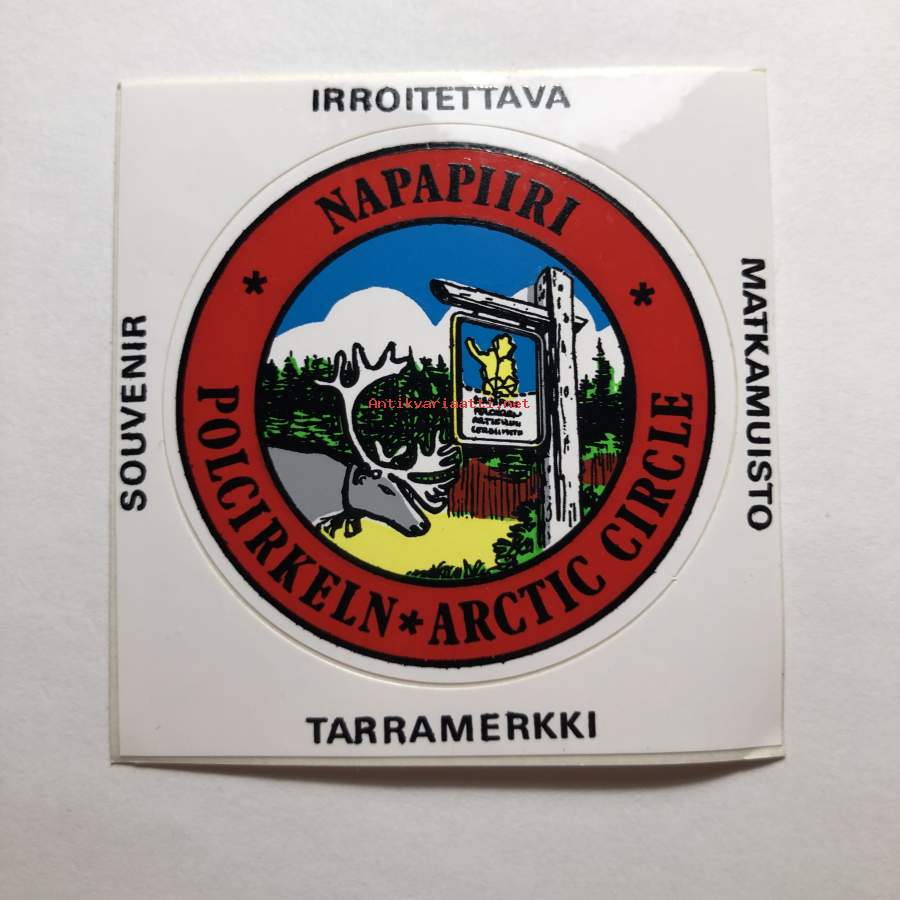 IRROITETTAVA
NAPAPIIRI
* *
SOUVENIR
MATKAMUISTO
Antikvariaatti.net
POLCIRKELN * ARCTIC CIRCLE
TARRAMERKKI